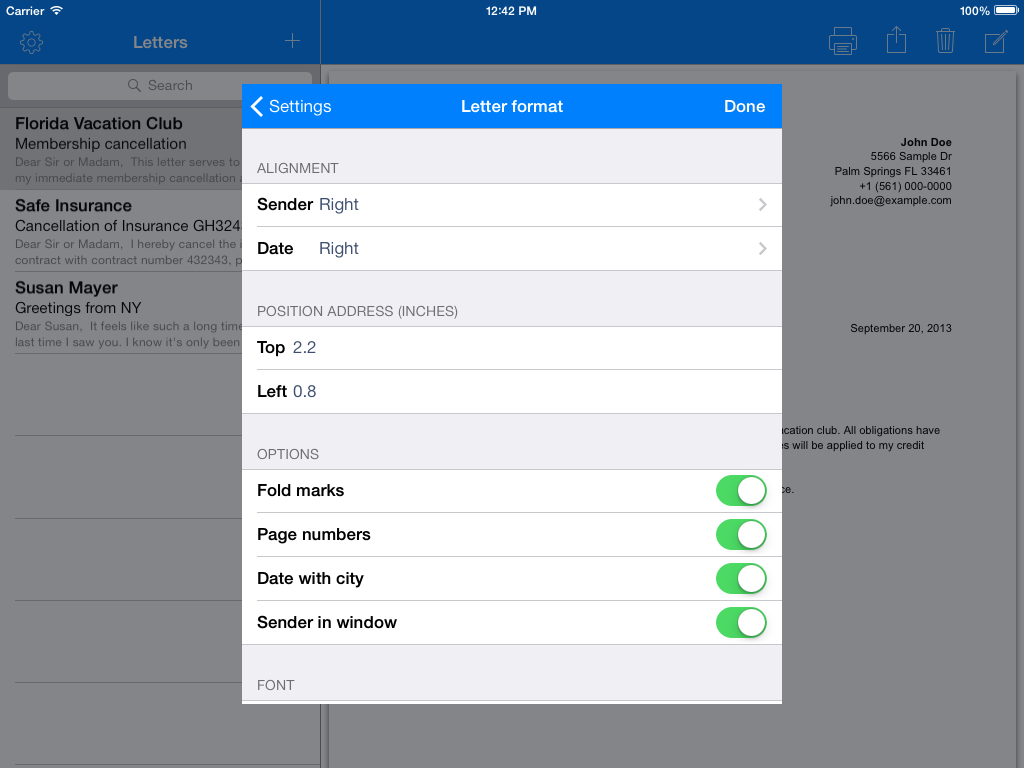 Carrier 12:42 PM 100%
Letters
Search
Florida Vacation Club
Membership cancellation
Dear Sir or Madam, This letter serves to
my immediate membership cancellation
Safe Insurance
Cancellation of Insurance GH324
Dear Sir or Madam, I hereby cancel the
contract with contract number 432343,
Susan Mayer
Greetings from NY
Dear Susan, It feels like such a long time
last time I saw you. I know it's only been
Settings Letter format Done
ALIGNMENT
Sender Right
Date Right
POSITION ADDRESS (INCHES)
Top 2.2
Left 0.8
OPTIONS
Fold marks
Page numbers
Date with city
Sender in window
FONT
John Doe
5566 Sample Dr
Palm Springs FL 33461
+1 (561) 000-0000
john.doe@example.com
September 20, 2013
club. All obligations have
will be applied to my credit